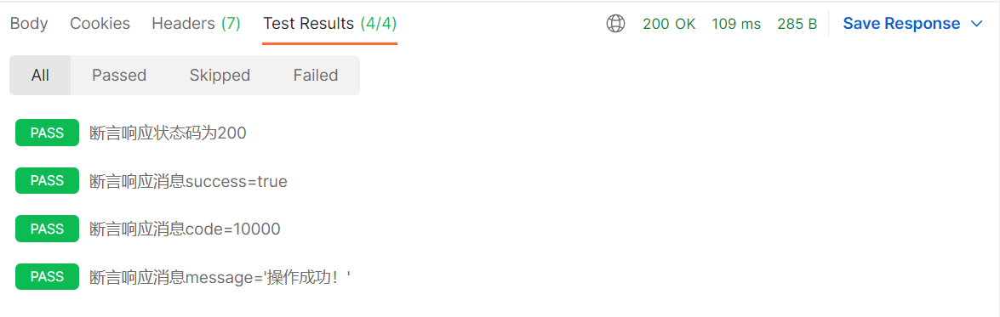 Body Cookies Headers (7) Test Results (4/4) 200 OK 109 ms 285 B Save Response
All Passed Skipped Failed
PASS 断言响应状态码为200
PASS 断言响应消息success=true
PASS 断言响应消息code=10000
PASS 断言响应消息message='操作成功！'